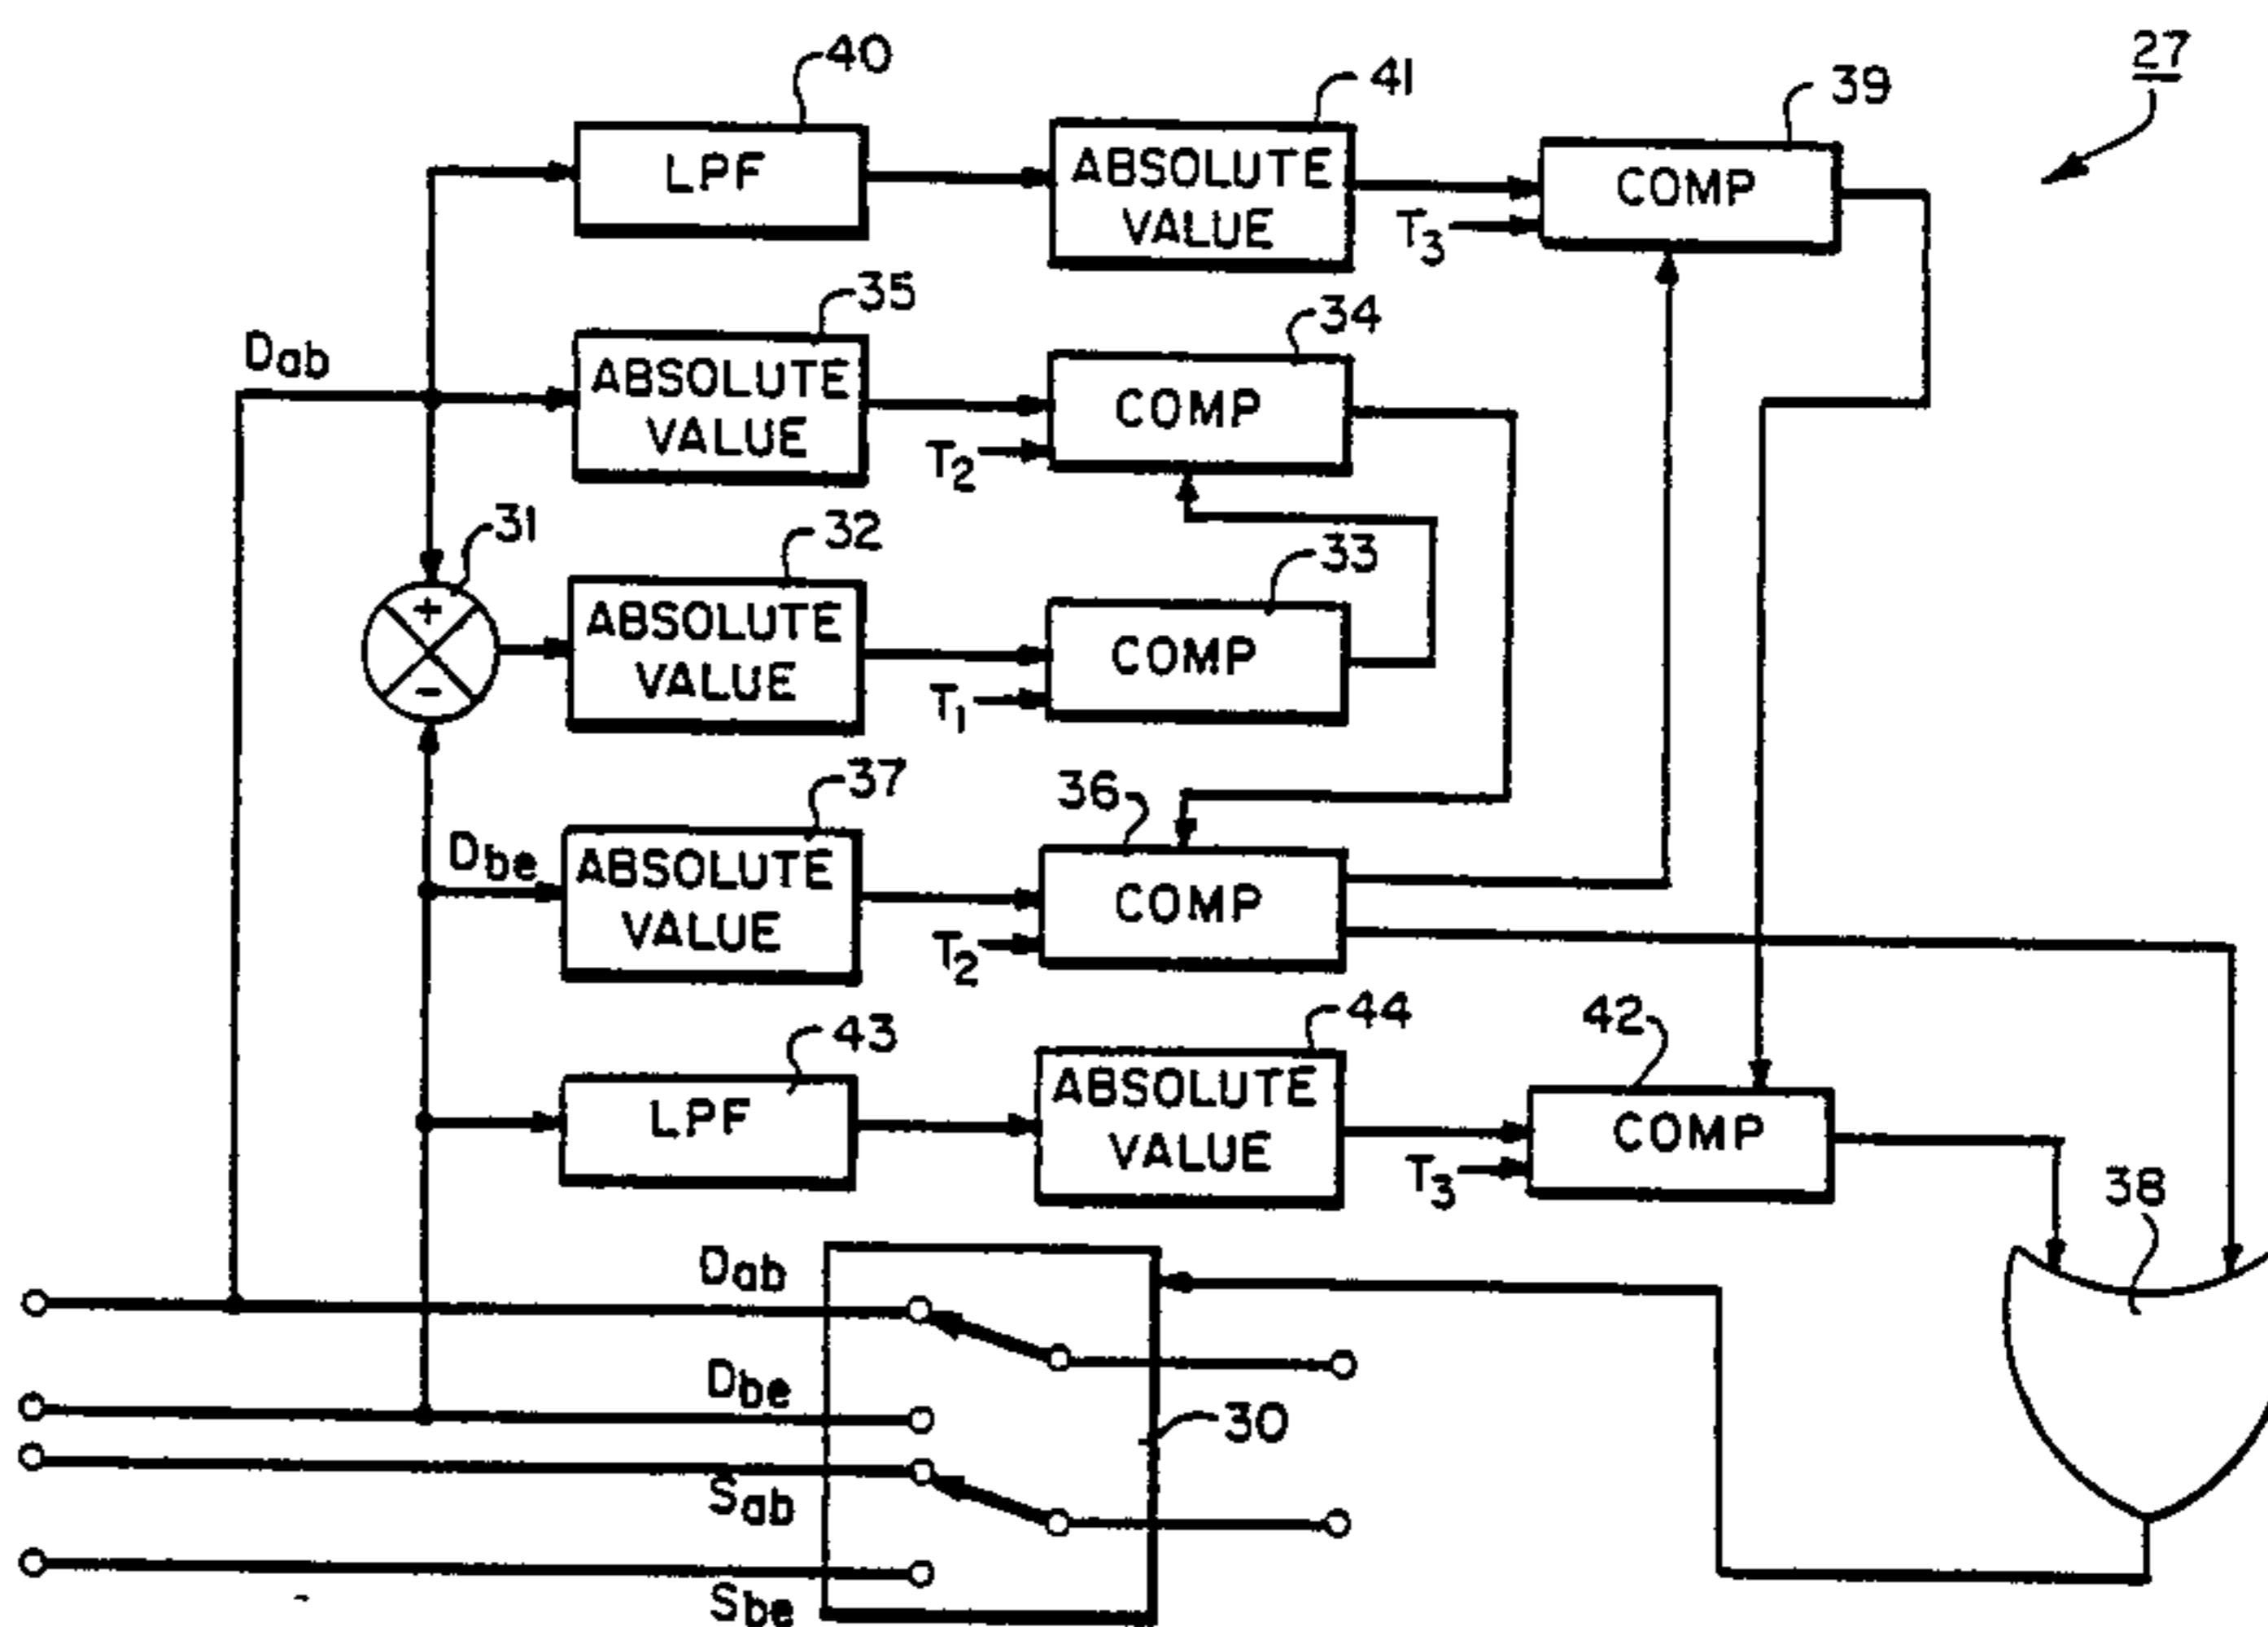 40
41
39
27
LPF
ABSOLUTE
VALUE
COMP
T3
35
34
Dab
ABSOLUTE
VALUE
COMP
T2
31
32
33
+
-
ABSOLUTE
VALUE
COMP
T1
37
36
Dbe
ABSOLUTE
VALUE
COMP
T2
43
44
42
LPF
ABSOLUTE
VALUE
COMP
T3
38
Dab
Dbe
30
Sab
Sbe